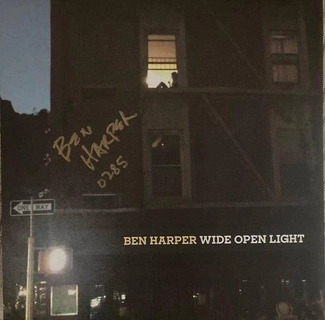 BEN
HARPER
0285
ONE WAY
BEN HARPER WIDE OPEN LIGHT